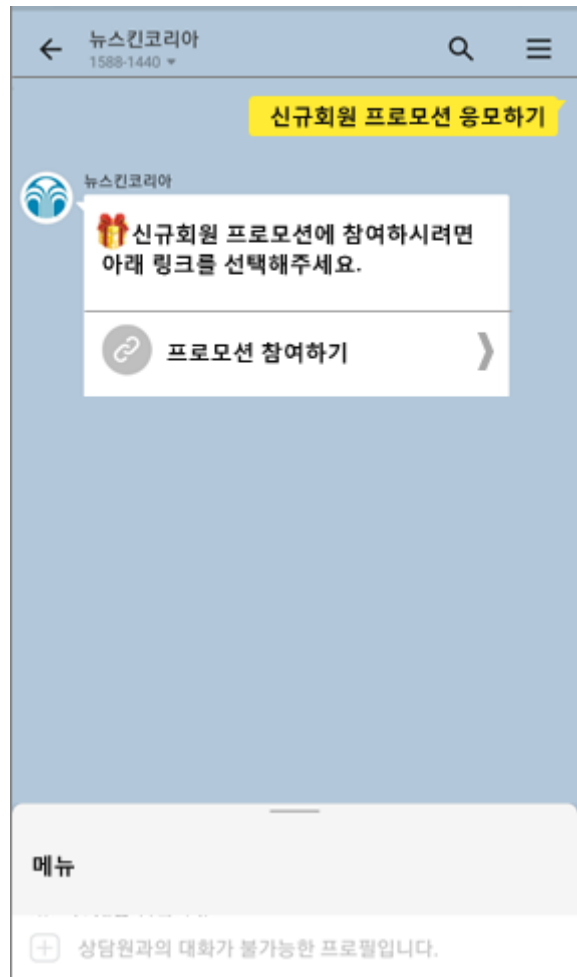 뉴스킨코리아
1588-1440
신규회원 프로모션 응모하기
뉴스킨코리아
신규회원 프로모션에 참여하시려면
아래 링크를 선택해주세요.
프로모션 참여하기
메뉴
상담원과의 대화가 불가능한 프로필입니다.